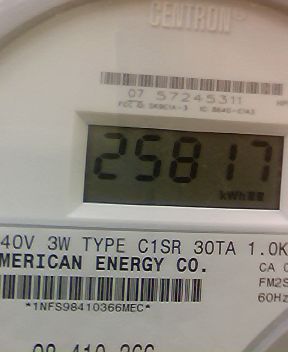 CENTRON
07 57245311
25817
kWh
40V 3W TYPE C1SR 30TA 1.0K
MERICAN ENERGY CO.
CA 0
FM2S
60Hz
*1NFS98410366MEC*